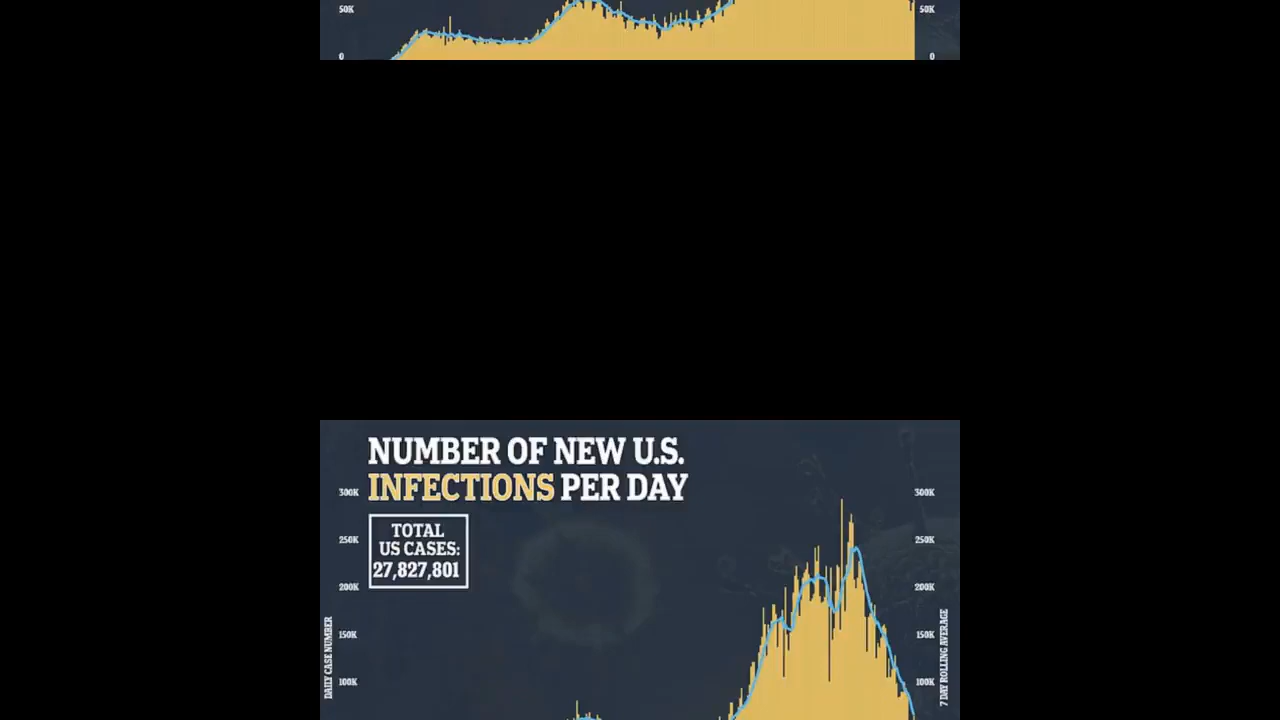 50K
50K
0
0
NUMBER OF NEW U.S.
INFECTIONS PER DAY
300K
300K
TOTAL
US CASES:
27,827,801
250K
250K
200K
200K
DAILY CASE NUMBER
7 DAY ROLLING AVERAGE
150K
150K
100K
100K